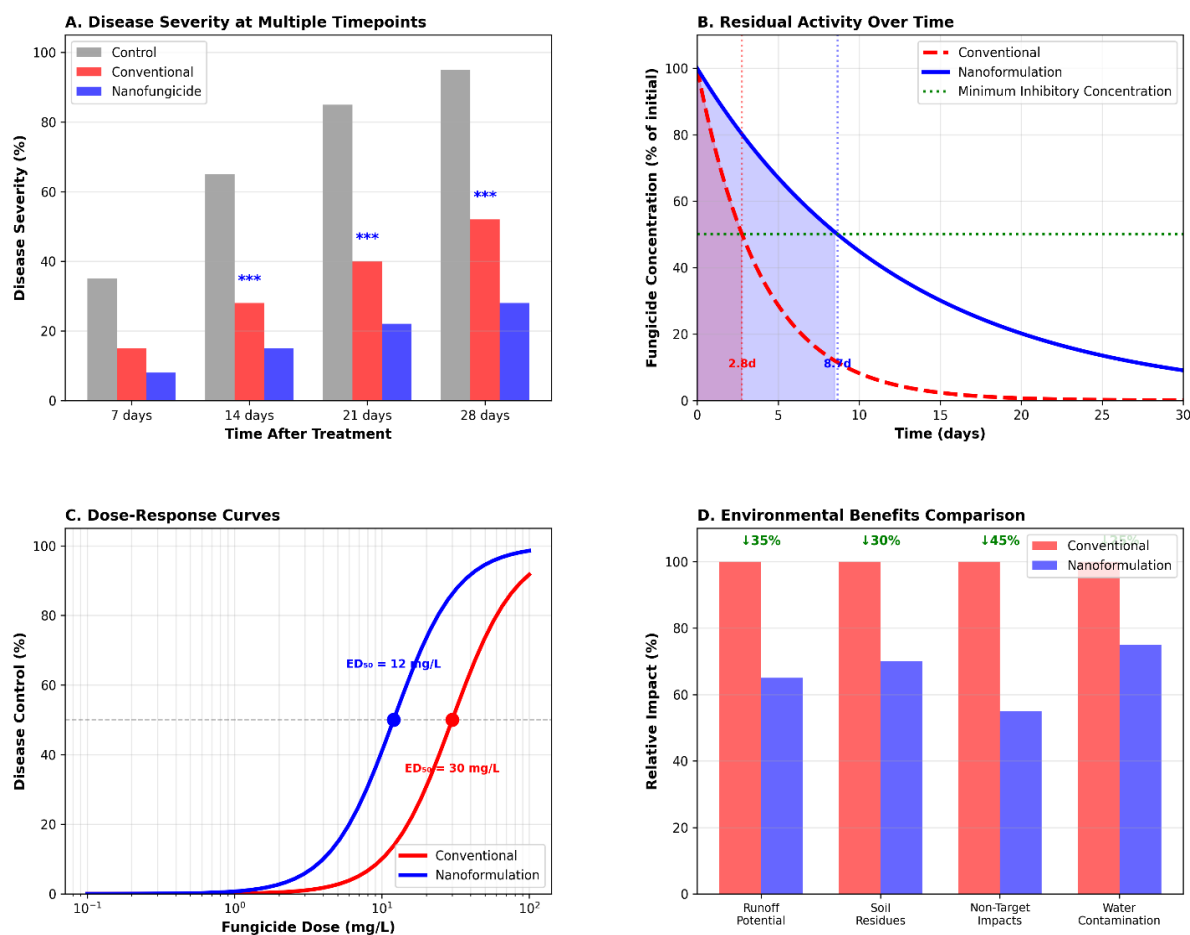 A. Disease Severity at Multiple Timepoints
Disease Severity (%)
100
80
60
40
20
0
Control
Conventional
Nanofungicide
***
***
***
7 days
14 days
21 days
28 days
Time After Treatment
B. Residual Activity Over Time
Fungicide Concentration (% of initial)
100
80
60
40
20
0
Conventional
Nanoformulation
Minimum Inhibitory Concentration
2.8d
8.7d
0
5
10
15
20
25
30
Time (days)
C. Dose-Response Curves
Disease Control (%)
100
80
60
40
20
0
ED₅₀ = 12 mg/L
ED₅₀ = 30 mg/L
Conventional
Nanoformulation
10⁻¹
10⁰
10¹
10²
Fungicide Dose (mg/L)
D. Environmental Benefits Comparison
Relative Impact (%)
100
80
60
40
20
0
↓35%
↓30%
↓45%
↓25%
Conventional
Nanoformulation
Runoff
Potential
Soil
Residues
Non-Target
Impacts
Water
Contamination